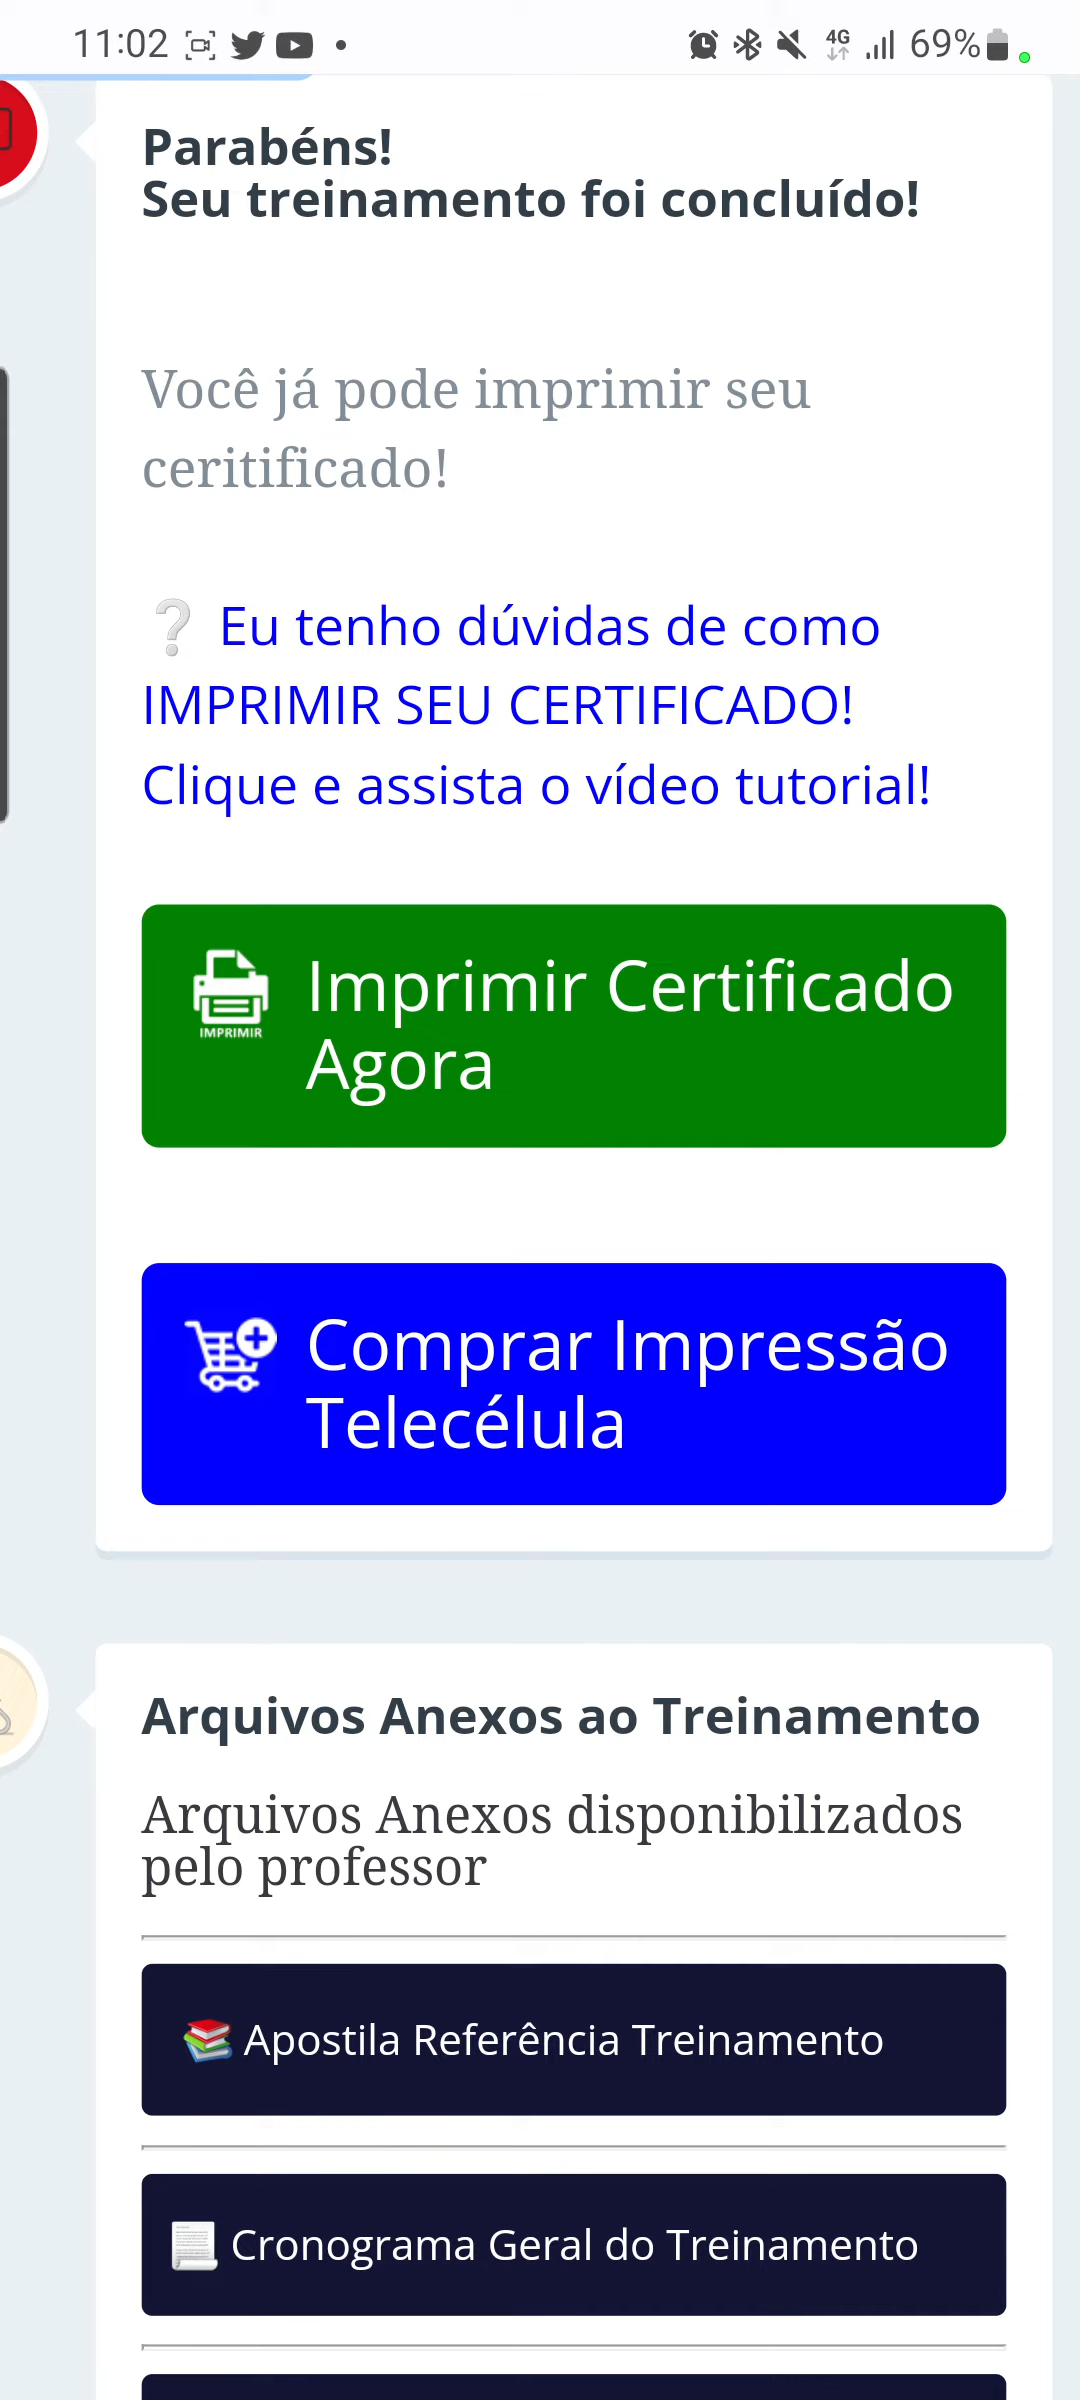 11:02
4G
69%
Parabéns!
Seu treinamento foi concluído!
Você já pode imprimir seu
ceritificado!
❔ Eu tenho dúvidas de como
IMPRIMIR SEU CERTIFICADO!
Clique e assista o vídeo tutorial!
IMPRIMIR
Imprimir Certificado
Agora
Comprar Impressão
Telecélula
Arquivos Anexos ao Treinamento
Arquivos Anexos disponibilizados
pelo professor
📚 Apostila Referência Treinamento
📃 Cronograma Geral do Treinamento